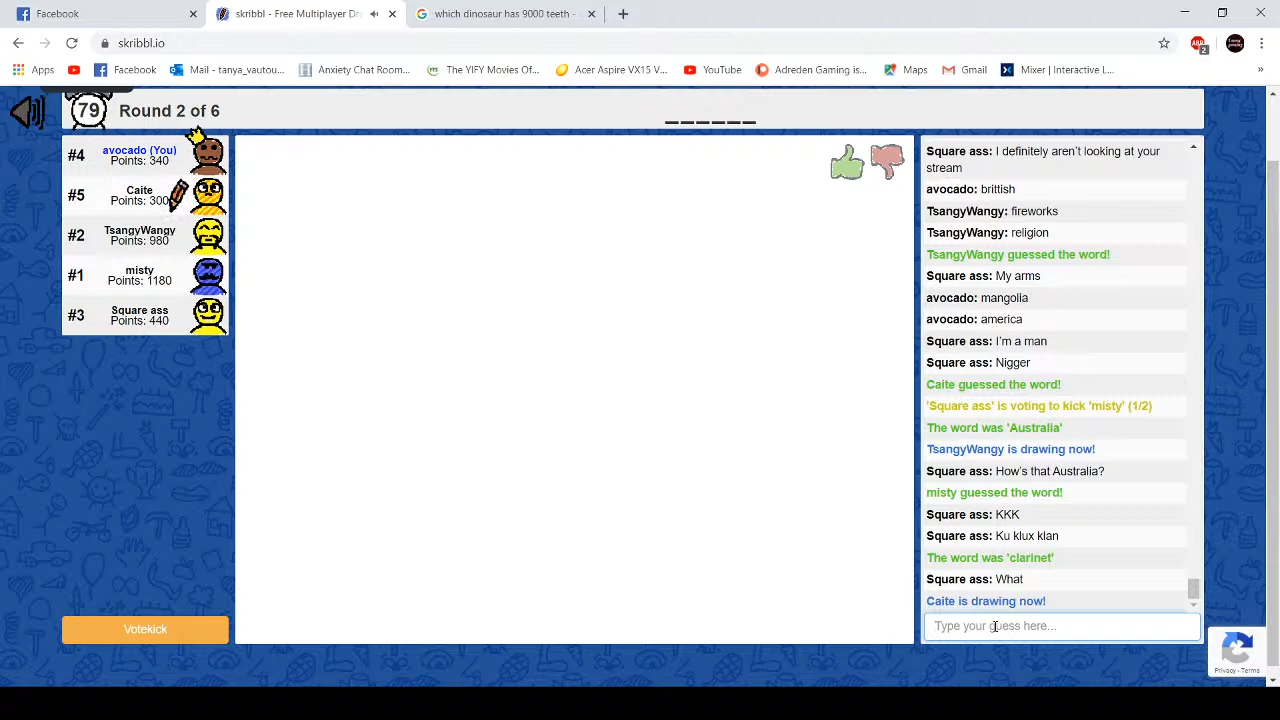 Facebook
skribbl - Free Multiplayer Dra
which dinosaur has 9000 teeth -
skribbl.io
Apps
Facebook
Mail - tanya_vautou...
Anxiety Chat Room...
The YIFY Movies Of...
Acer Aspire VX15 V...
YouTube
Adreden Gaming is...
Maps
Gmail
Mixer | Interactive L...
79
Round 2 of 6
______
#4
avocado (You)
Points: 340
#5
Caite
Points: 300
#2
TsangyWangy
Points: 980
#1
misty
Points: 1180
#3
Square ass
Points: 440
Votekick
Square ass: I definitely aren't looking at your
stream
avocado: brittish
TsangyWangy: fireworks
TsangyWangy: religion
TsangyWangy guessed the word!
Square ass: My arms
avocado: mangolia
avocado: america
Square ass: I'm a man
Square ass: Nigger
Caite guessed the word!
'Square ass' is voting to kick 'misty' (1/2)
The word was 'Australia'
TsangyWangy is drawing now!
Square ass: How's that Australia?
misty guessed the word!
Square ass: KKK
Square ass: Ku klux klan
The word was 'clarinet'
Square ass: What
Caite is drawing now!
Type your guess here...
Privacy - Terms